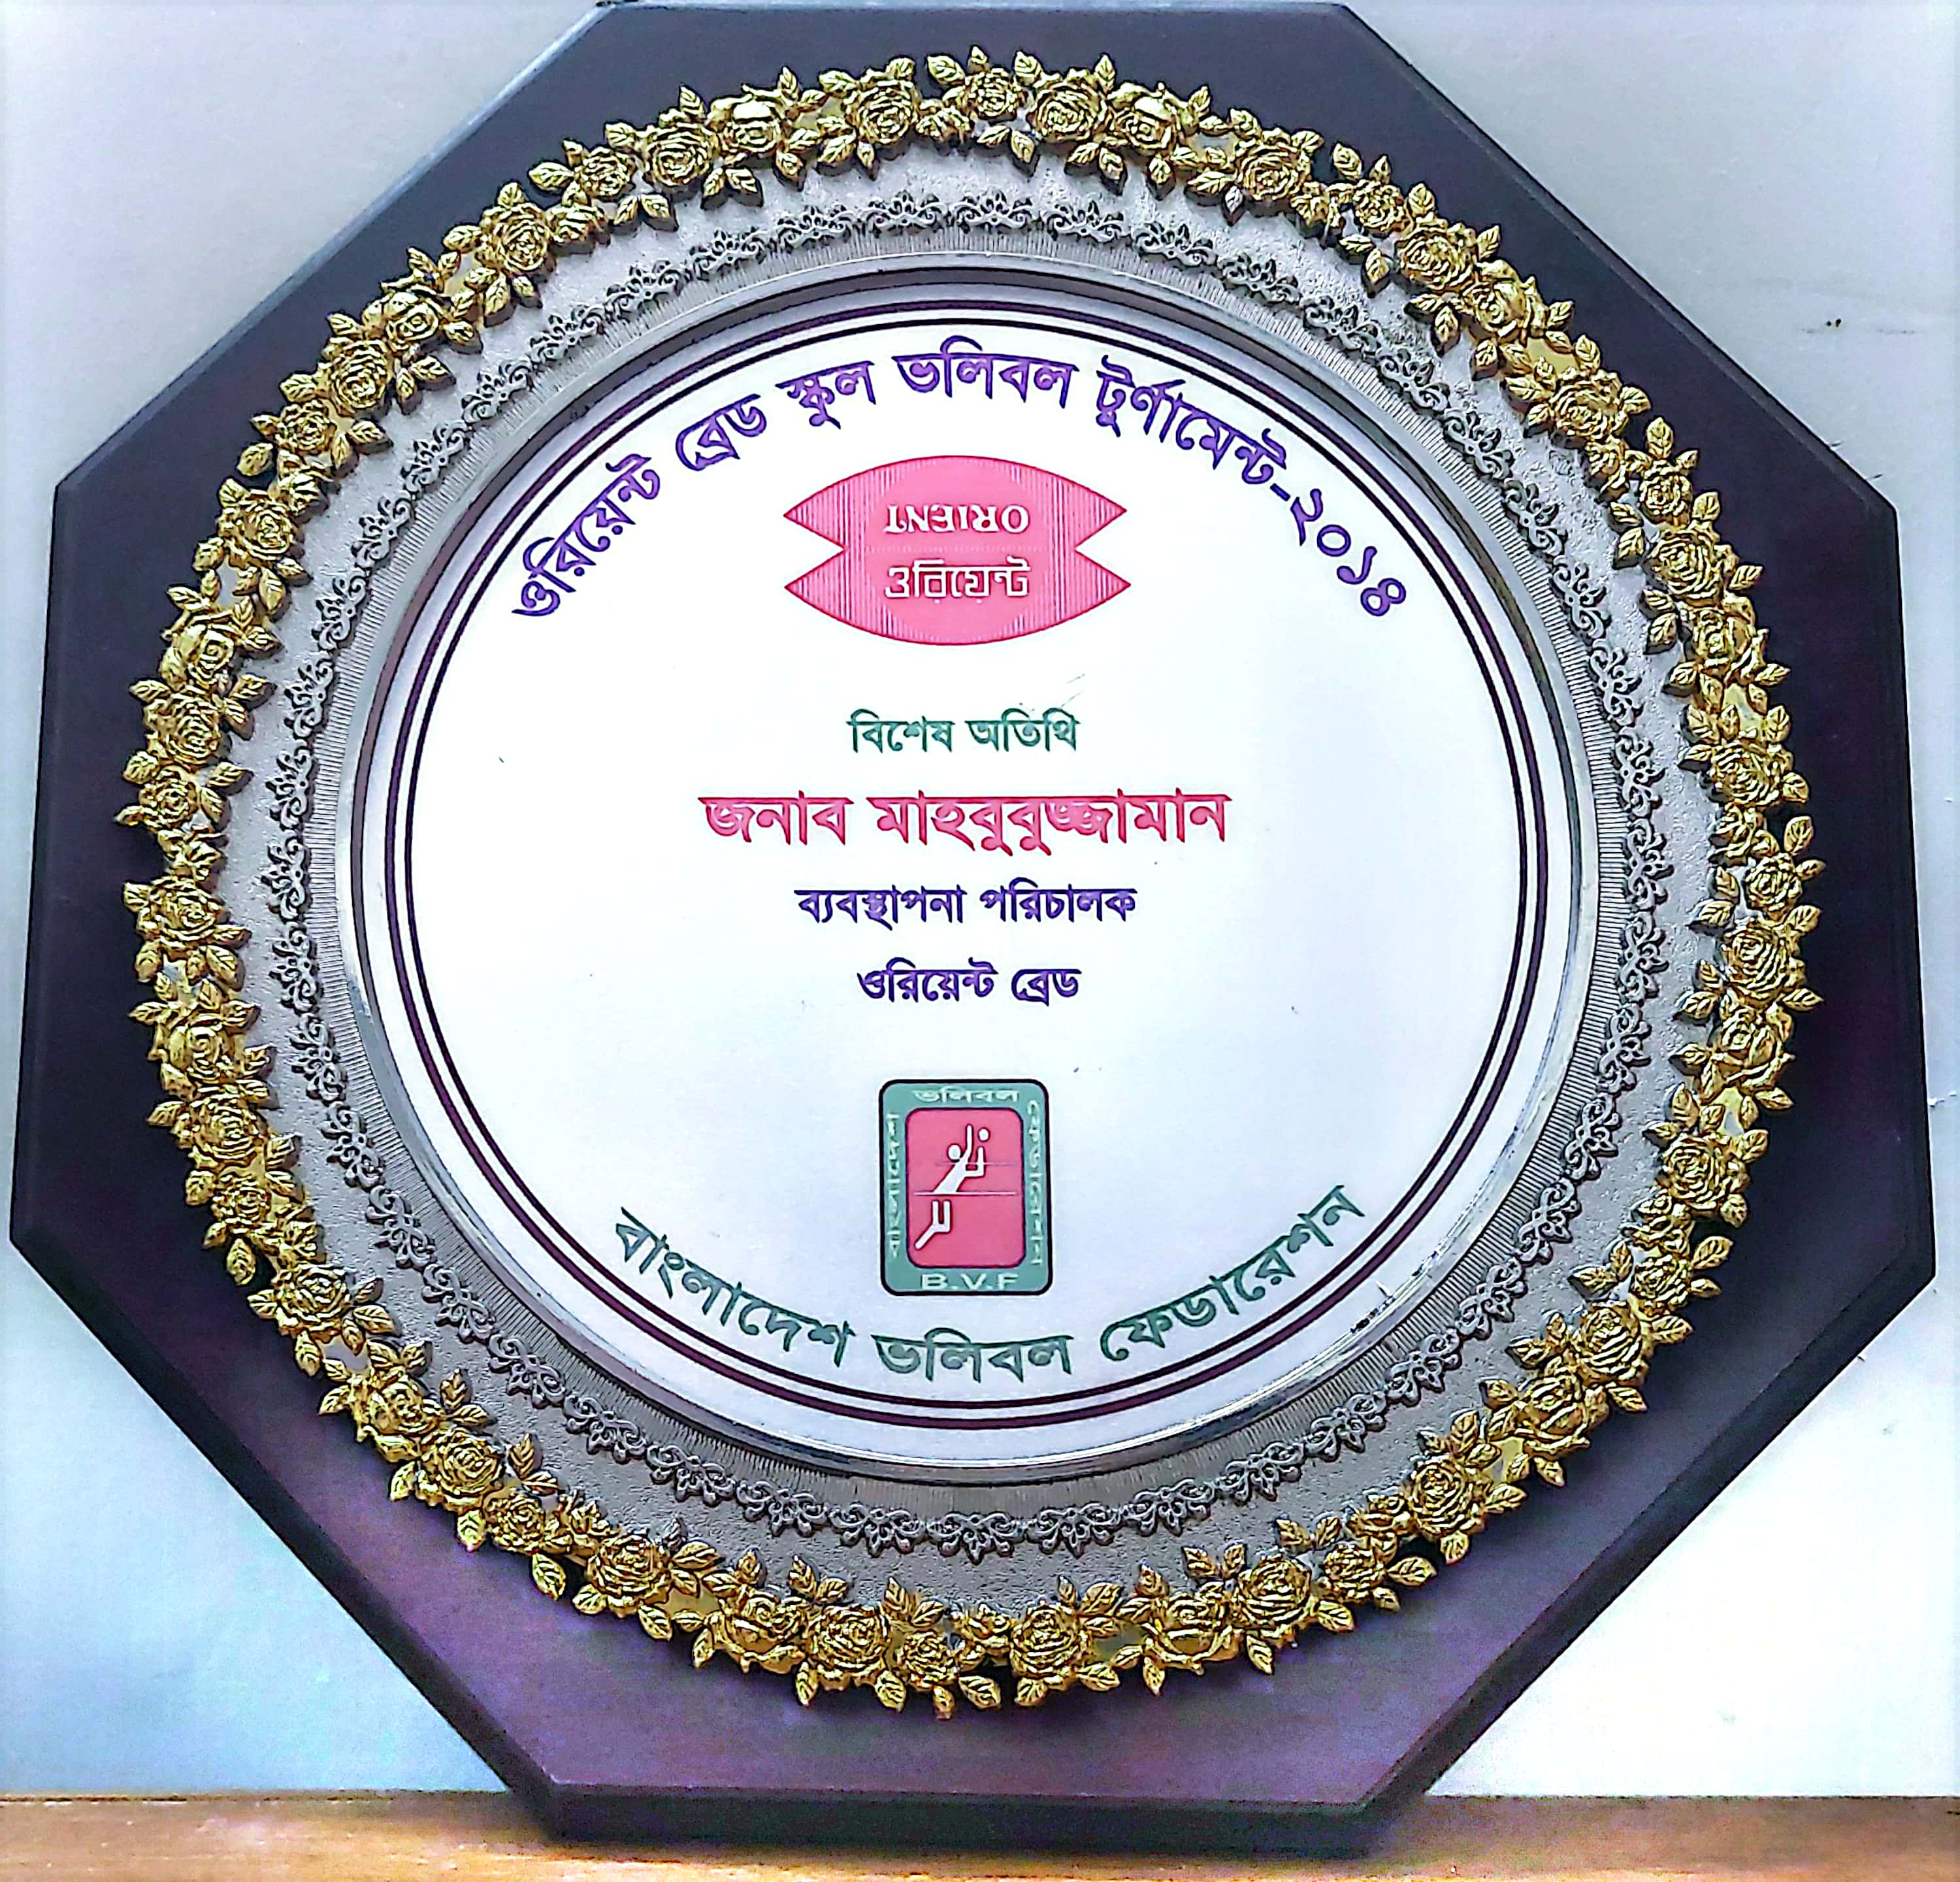 ওরিয়েন্ট ব্রেড স্কুল ভলিবল টুর্ণামেন্ট-২০১৪
ORIENT
ওরিয়েন্ট
বিশেষ অতিথি
জনাব মাহবুবুজ্জামান
ব্যবস্থাপনা পরিচালক
ওরিয়েন্ট ব্রেড
ভলিবল
বাংলাদেশ
ফেডারেশন
B.V.F
বাংলাদেশ ভলিবল ফেডারেশন